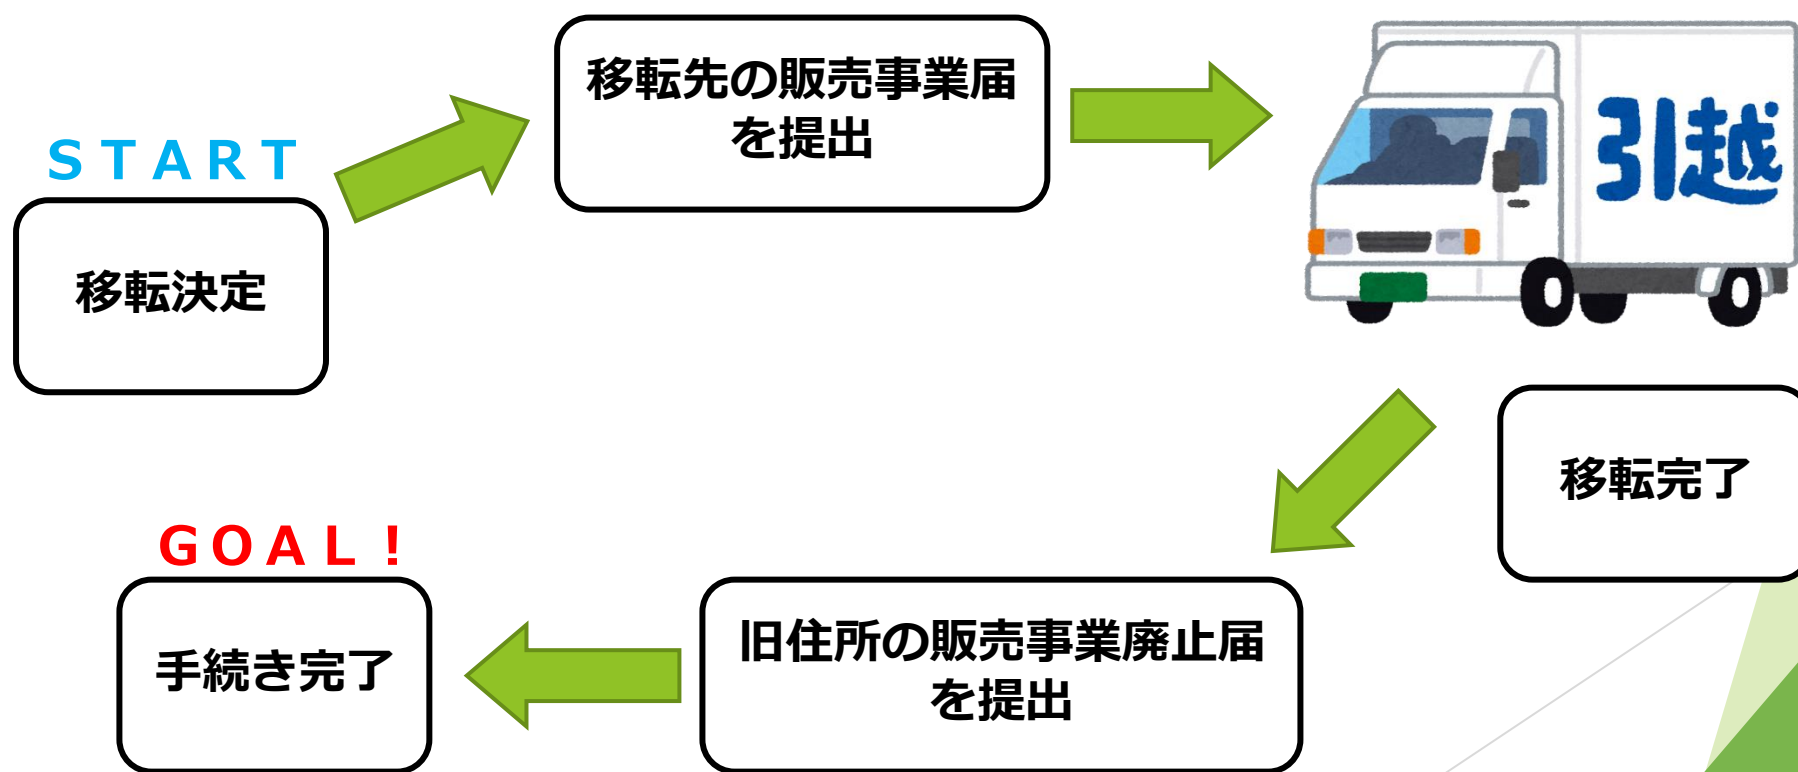 ＳＴＡＲＴ
移転決定
移転先の販売事業届
を提出
引越
移転完了
旧住所の販売事業廃止届
を提出
ＧＯＡＬ！
手続き完了